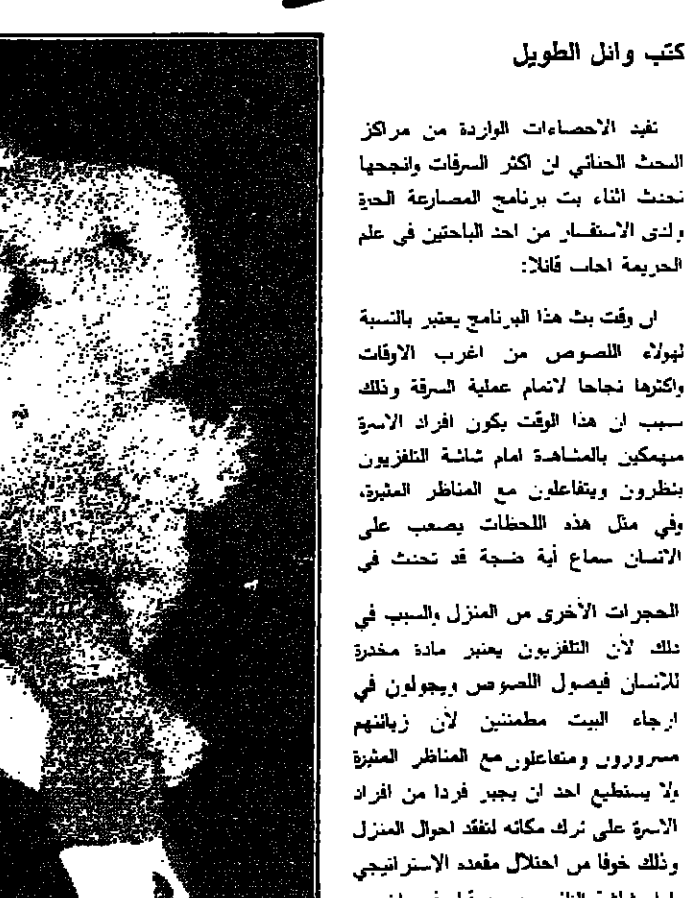 كتب وائل الطويل
تفيد الاحصاءات الواردة من مراكز
البحث الجنائي ان اكثر السرقات وانجحها
تحدث اثناء بث برنامج المصارعة الحرة
ولدى الاستفسار من احد الباحثين في علم
الجريمة اجاب قائلا:
ان وقت بث هذا البرنامج يعتبر بالنسبة
لهولاء اللصوص من اغرب الاوقات
واكثرها نجاحا لاتمام عملية السرقة وذلك
بسبب ان هذا الوقت يكون افراد الاسرة
منهمكين بالمشاهدة امام شاشة التلفزيون
ينظرون ويتفاعلون مع المناظر المثيرة،
وفي مثل هذه اللحظات يصعب على
الانسان سماع أية ضجة قد تحدث في
الحجرات الأخرى من المنزل والسبب في
ذلك لأن التلفزيون يعتبر مادة مخدرة
للآنسان فيصول اللصوص ويجولون في
ارجاء البيت مطمئنين لأن زبائنهم
مسرورون ومتفاعلون مع المناظر المثيرة
ولا يستطيع احد ان يجبر فردا من افراد
الاسرة على ترك مكانه لتفقد احوال المنزل
وذلك خوفا من احتلال مقعده الاستراتيجي